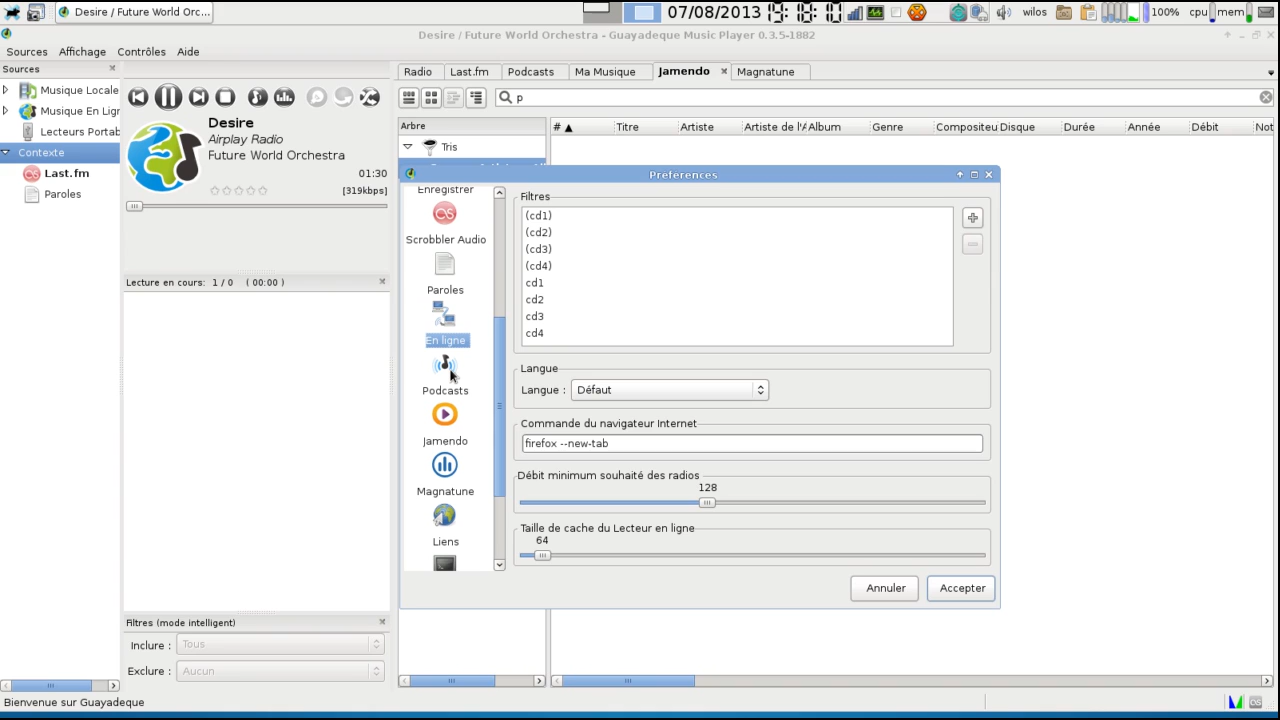 Desire / Future World Orc...
07/08/2013 19:18:10
wilos
100% cpu mem
Desire / Future World Orchestra - Guayadeque Music Player 0.3.5-1882
Sources Affichage Contrôles Aide
Sources
Musique Locale
Musique En Lign
Lecteurs Portab
Contexte
Last.fm
Paroles
Desire
Airplay Radio
Future World Orchestra
01:30
[319kbps]
Lecture en cours: 1 / 0 ( 00:00 )
Filtres (mode intelligent)
Inclure : Tous
Exclure : Aucun
Radio Last.fm Podcasts Ma Musique Jamendo Magnatune
p
Arbre
Tris
# Titre Artiste Artiste de l'A Album Genre Compositeu Disque Durée Année Débit Not
Preferences
Enregistrer
Scrobbler Audio
Paroles
En ligne
Podcasts
Jamendo
Magnatune
Liens
Filtres
(cd1)
(cd2)
(cd3)
(cd4)
cd1
cd2
cd3
cd4
Langue
Langue : Défaut
Commande du navigateur Internet
firefox --new-tab
Débit minimum souhaité des radios
128
Taille de cache du Lecteur en ligne
64
Annuler Accepter
Bienvenue sur Guayadeque